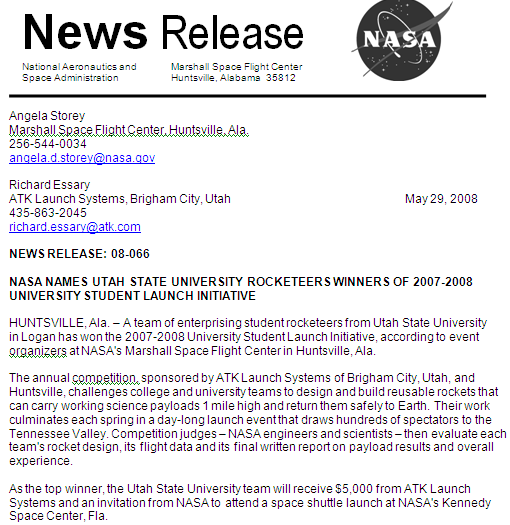 News Release
NASA
National Aeronautics and Marshall Space Flight Center
Space Administration Huntsville, Alabama 35812
Angela Storey
Marshall Space Flight Center, Huntsville, Ala.
256-544-0034
angela.d.storey@nasa.gov
Richard Essary
ATK Launch Systems, Brigham City, Utah May 29, 2008
435-863-2045
richard.essary@atk.com
NEWS RELEASE: 08-066
NASA NAMES UTAH STATE UNIVERSITY ROCKETEERS WINNERS OF 2007-2008
UNIVERSITY STUDENT LAUNCH INITIATIVE
HUNTSVILLE, Ala. – A team of enterprising student rocketeers from Utah State University
in Logan has won the 2007-2008 University Student Launch Initiative, according to event
organizers at NASA's Marshall Space Flight Center in Huntsville, Ala.
The annual competition, sponsored by ATK Launch Systems of Brigham City, Utah, and
Huntsville, challenges college and university teams to design and build reusable rockets that
can carry working science payloads 1 mile high and return them safely to Earth. Their work
culminates each spring in a day-long launch event that draws hundreds of spectators to the
Tennessee Valley. Competition judges – NASA engineers and scientists – then evaluate each
team's rocket design, its flight data and its final written report on payload results and overall
experience.
As the top winner, the Utah State University team will receive $5,000 from ATK Launch
Systems and an invitation from NASA to attend a space shuttle launch at NASA's Kennedy
Space Center, Fla.